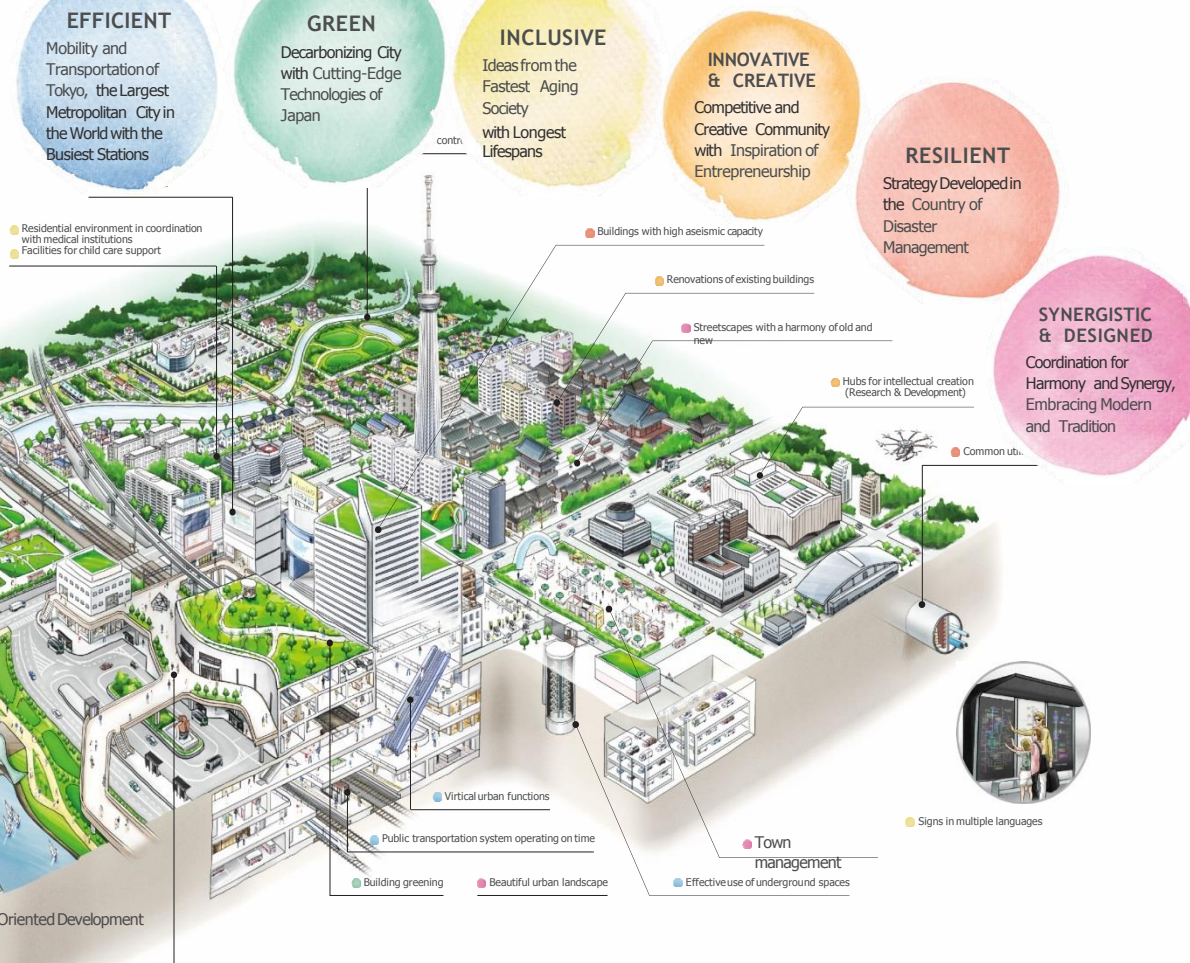 EFFICIENT
Mobility and
Transportation of
Tokyo, the Largest
Metropolitan City in
the World with the
Busiest Stations
GREEN
Decarbonizing City
with Cutting-Edge
Technologies of
Japan
INCLUSIVE
Ideas from the
Fastest Aging
Society
with Longest
Lifespans
INNOVATIVE
& CREATIVE
Competitive and
Creative Community
with Inspiration of
Entrepreneurship
RESILIENT
Strategy Developed in
the Country of
Disaster
Management
SYNERGISTIC
& DESIGNED
Coordination for
Harmony and Synergy,
Embracing Modern
and Tradition
Residential environment in coordination
with medical institutions
Facilities for child care support
Buildings with high aseismic capacity
Renovations of existing buildings
Streetscapes with a harmony of old and
new
Hubs for intellectual creation
(Research & Development)
Common
Signs in multiple languages
Virtical urban functions
Public transportation system operating on time
Town
management
Building greening
Beautiful urban landscape
Effective use of underground spaces
Oriented Development